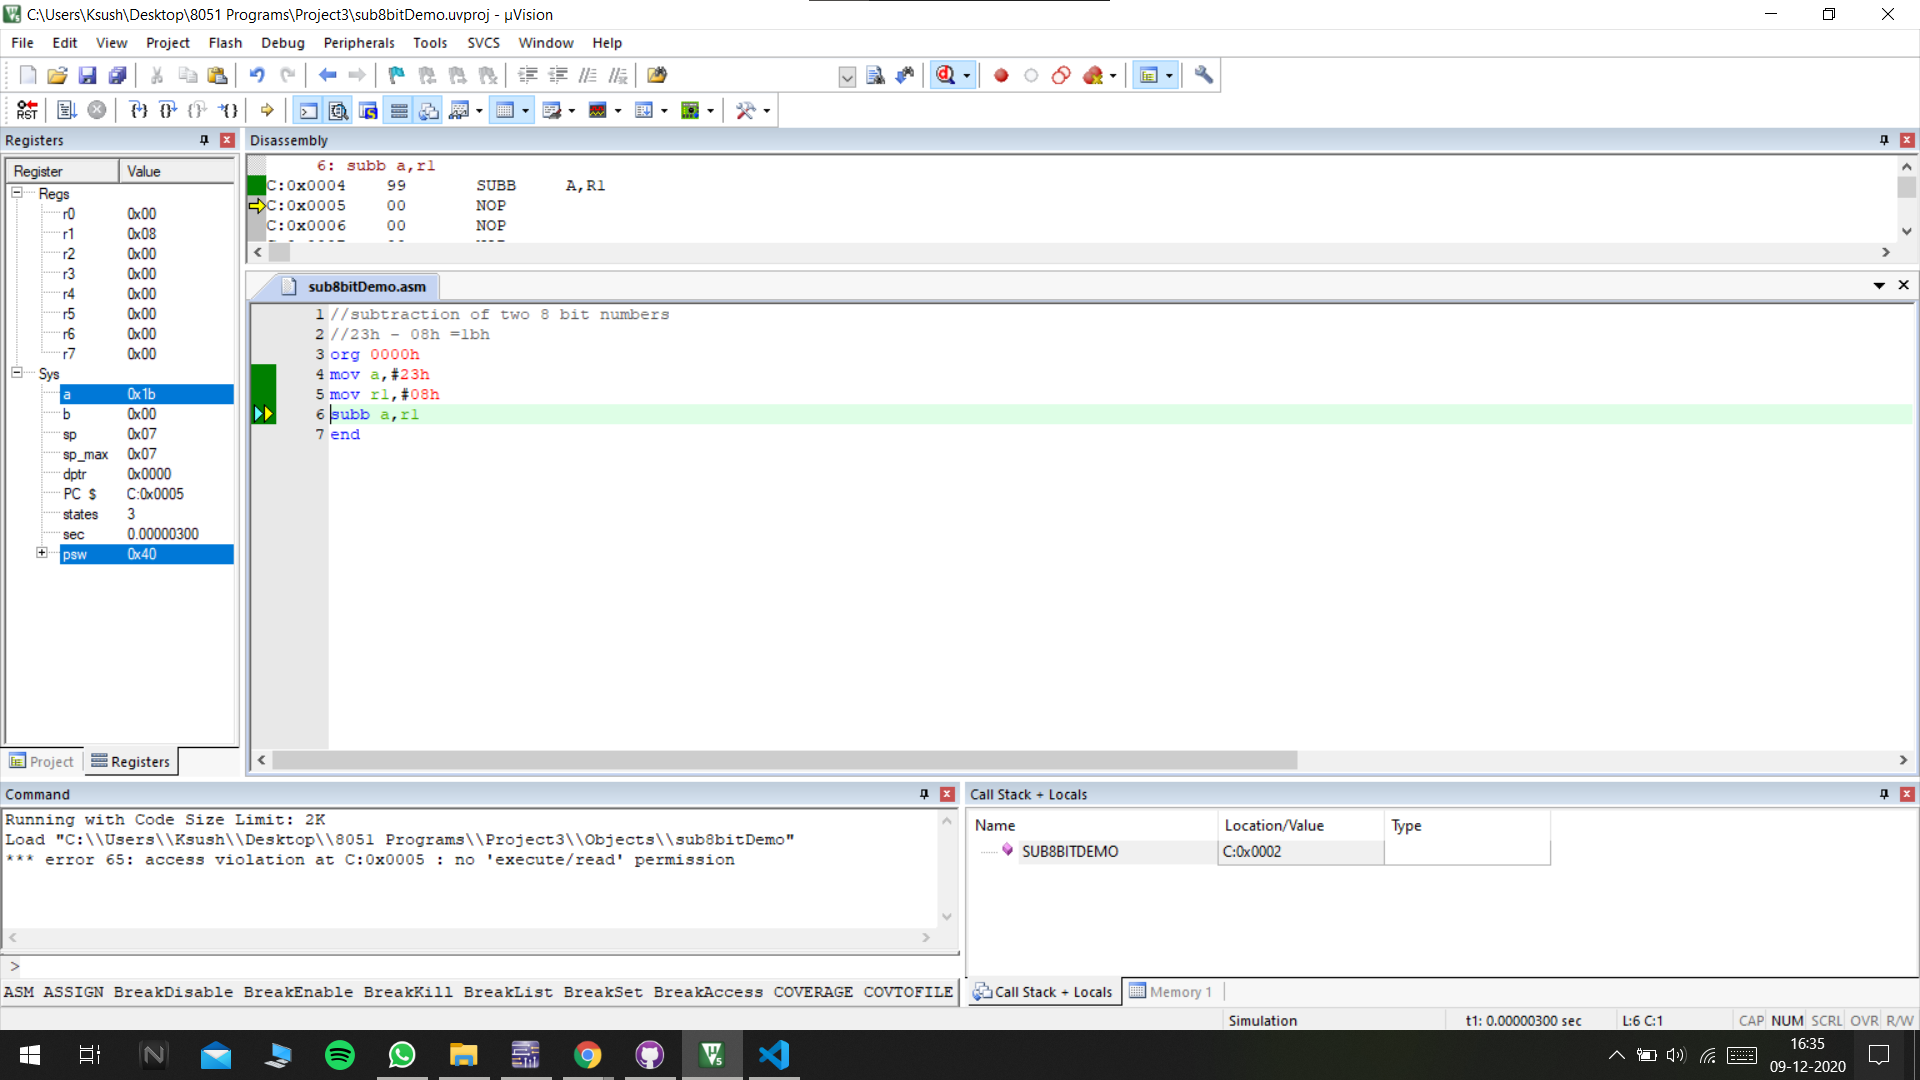 C:\Users\Ksush\Desktop\8051 Programs\Project3\sub8bitDemo.uvproj - µVision
File Edit View Project Flash Debug Peripherals Tools SVCS Window Help
RST
Registers
Register Value
Regs
r0 0x00
r1 0x08
r2 0x00
r3 0x00
r4 0x00
r5 0x00
r6 0x00
r7 0x00
Sys
a 0x1b
b 0x00
sp 0x07
sp_max 0x07
dptr 0x0000
PC $ C:0x0005
states 3
sec 0.00000300
psw 0x40
Project Registers
Disassembly
6: subb a,r1
C:0x0004 99 SUBB A,R1
C:0x0005 00 NOP
C:0x0006 00 NOP
sub8bitDemo.asm
1 //subtraction of two 8 bit numbers
2 //23h - 08h =1bh
3 org 0000h
4 mov a,#23h
5 mov r1,#08h
6 subb a,r1
7 end
Command
Running with Code Size Limit: 2K
Load "C:\\Users\\Ksush\\Desktop\\8051 Programs\\Project3\\Objects\\sub8bitDemo"
*** error 65: access violation at C:0x0005 : no 'execute/read' permission
>
ASM ASSIGN BreakDisable BreakEnable BreakKill BreakList BreakSet BreakAccess COVERAGE COVTOFILE
Call Stack + Locals
Name Location/Value Type
SUB8BITDEMO C:0x0002
Call Stack + Locals Memory 1
Simulation t1: 0.00000300 sec L:6 C:1 CAP NUM SCRL OVR R/W
16:35
09-12-2020